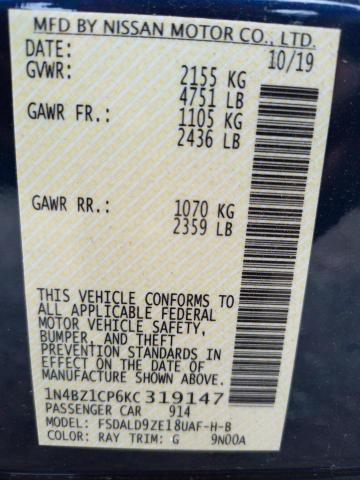 MFD BY NISSAN MOTOR CO., LTD.
DATE: 10/19
GVWR: 2155 KG
4751 LB
GAWR FR.: 1105 KG
2436 LB
GAWR RR.: 1070 KG
2359 LB
THIS VEHICLE CONFORMS TO
ALL APPLICABLE FEDERAL
MOTOR VEHICLE SAFETY,
BUMPER, AND THEFT
PREVENTION STANDARDS IN
EFFECT ON THE DATE OF
MANUFACTURE SHOWN ABOVE.
1N4BZ1CP6KC 319147
PASSENGER CAR 914
MODEL: FSDALD9ZE18UAF-H-B
COLOR: RAY TRIM: G 9N00A